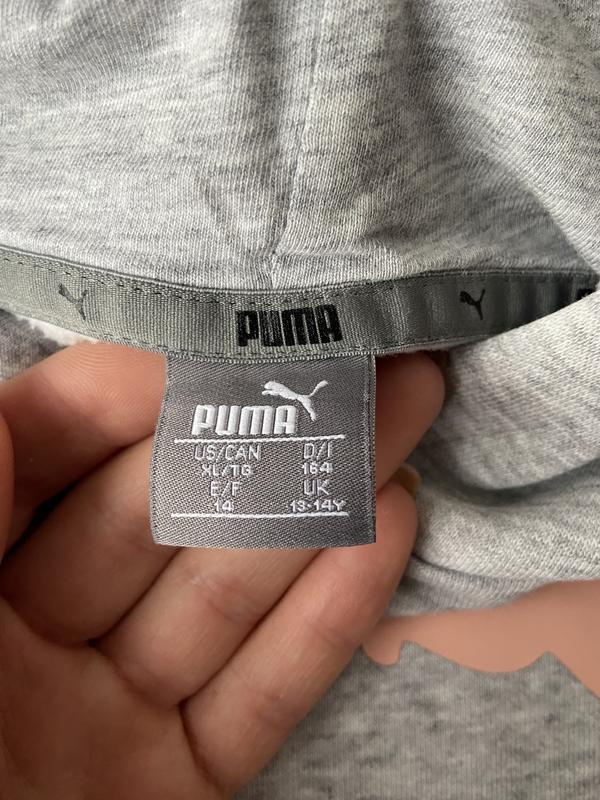 PUMA
PUMA
US/CAN D/I
XL/TG 164
E/F UK
14 13-14Y